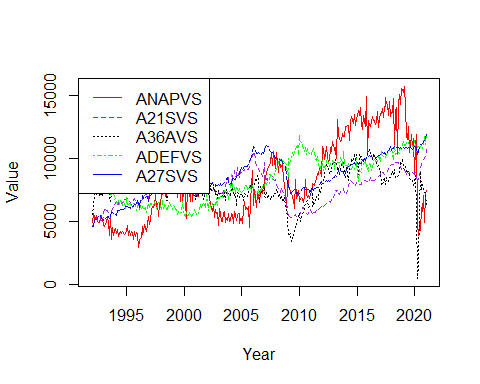 ANAPVS
A21SVS
A36AVS
ADEFVS
A27SVS
Value
0
5000
10000
15000
1995 2000 2005 2010 2015 2020
Year